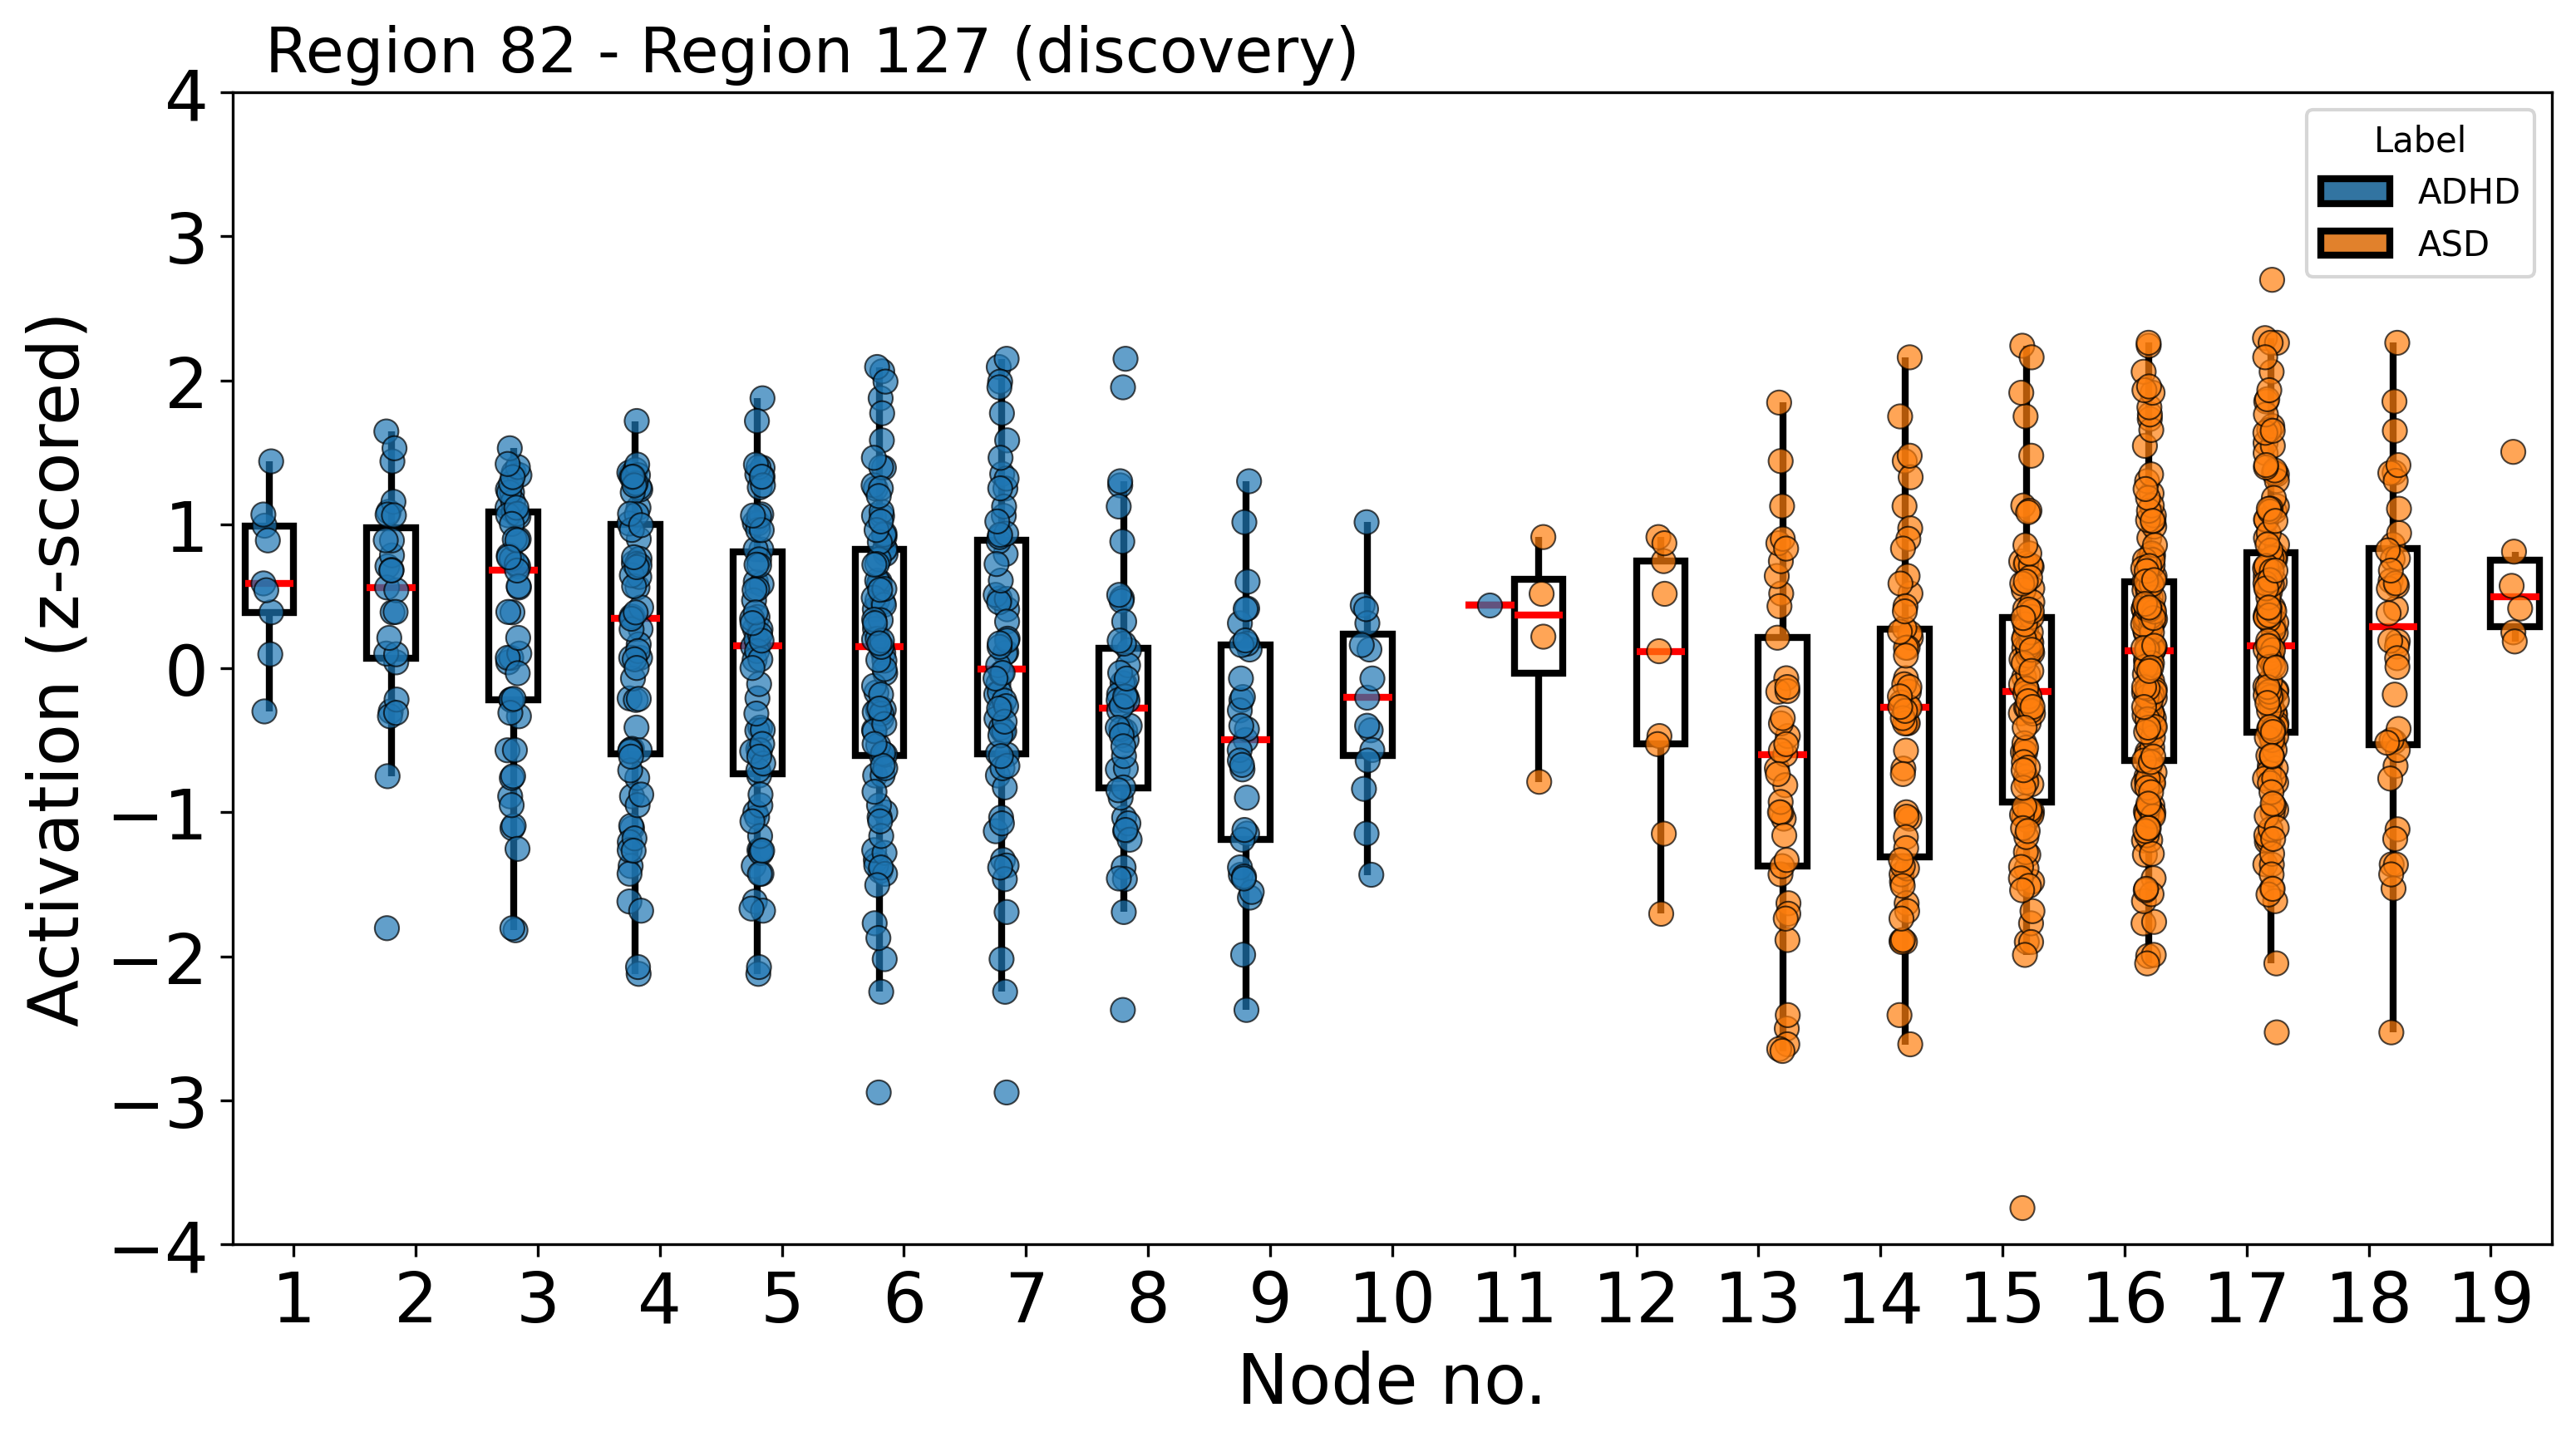 Region 82 - Region 127 (discovery)
Activation (z-scored)
4
3
2
1
0
−1
−2
−3
−4
Label
ADHD
ASD
1 2 3 4 5 6 7 8 9 10 11 12 13 14 15 16 17 18 19
Node no.